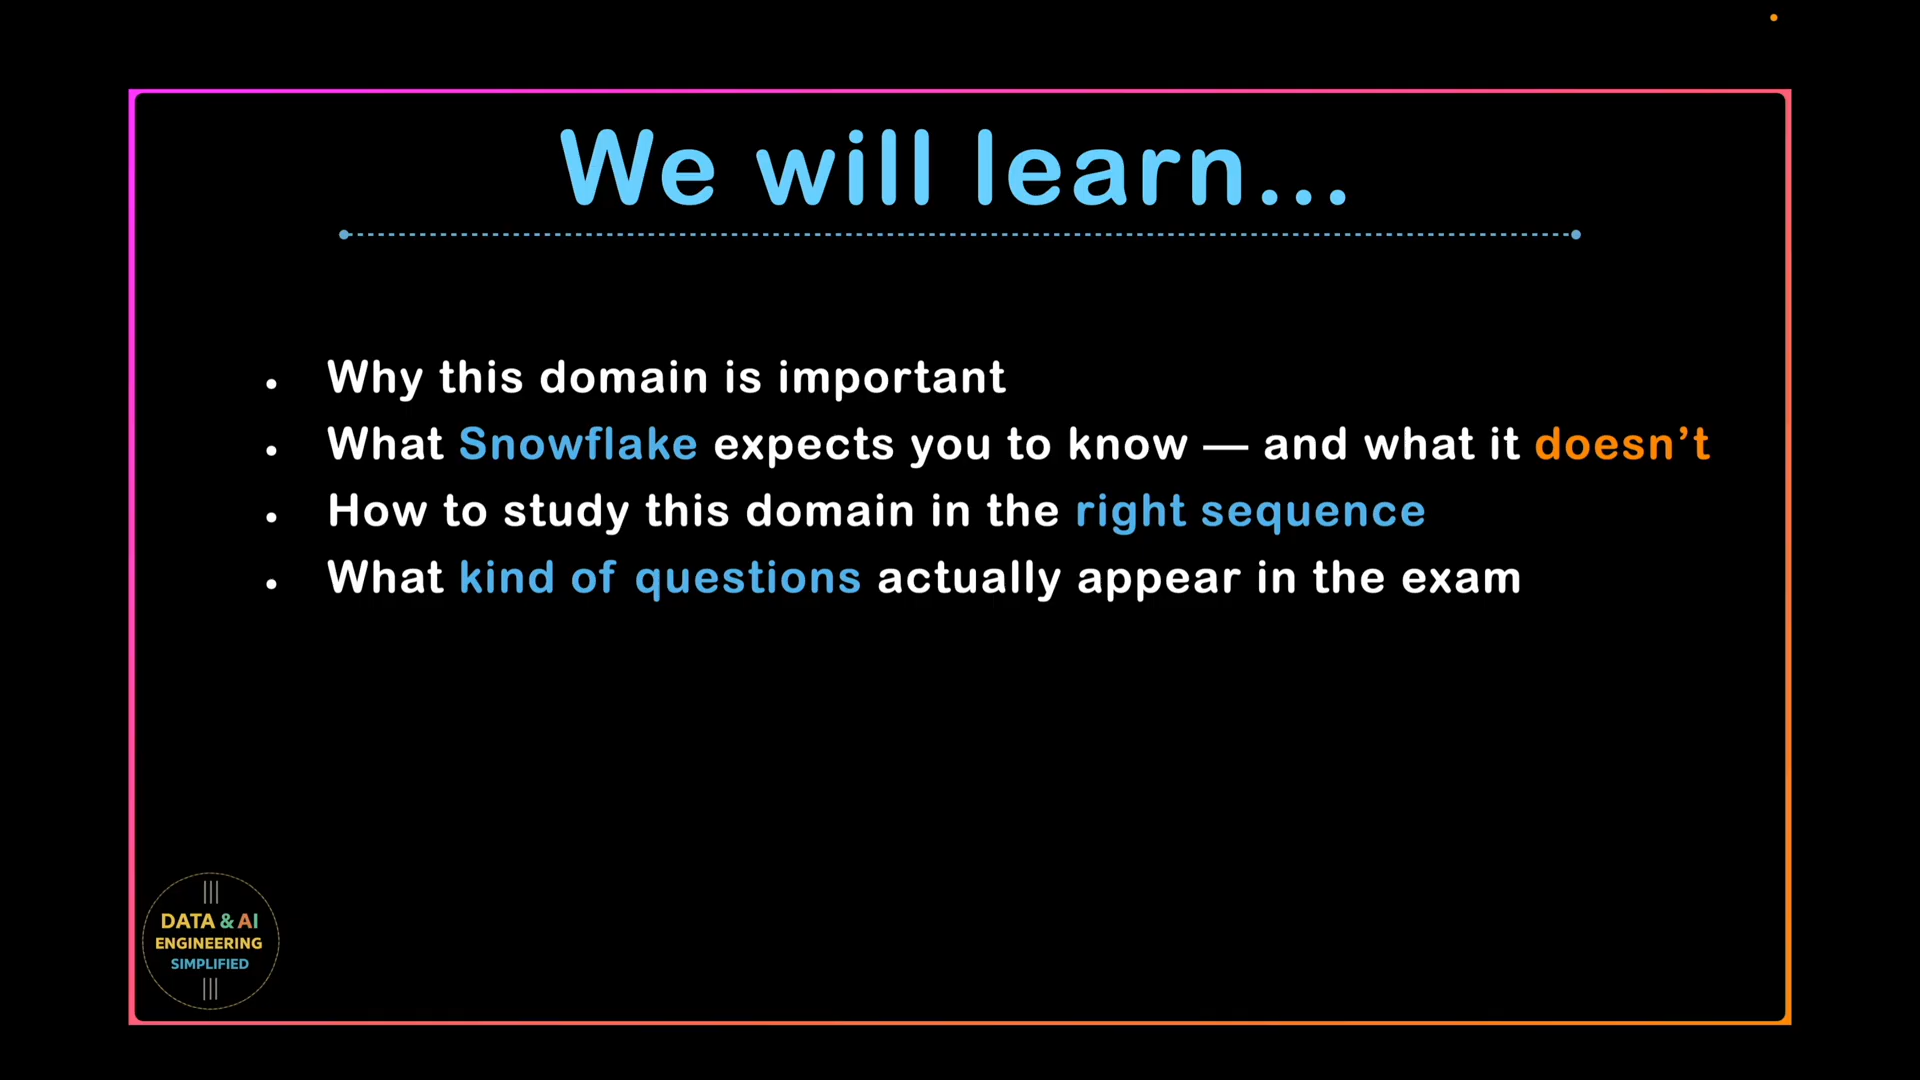 We will learn...
• Why this domain is important
• What Snowflake expects you to know — and what it doesn’t
• How to study this domain in the right sequence
• What kind of questions actually appear in the exam
DATA & AI
ENGINEERING
SIMPLIFIED